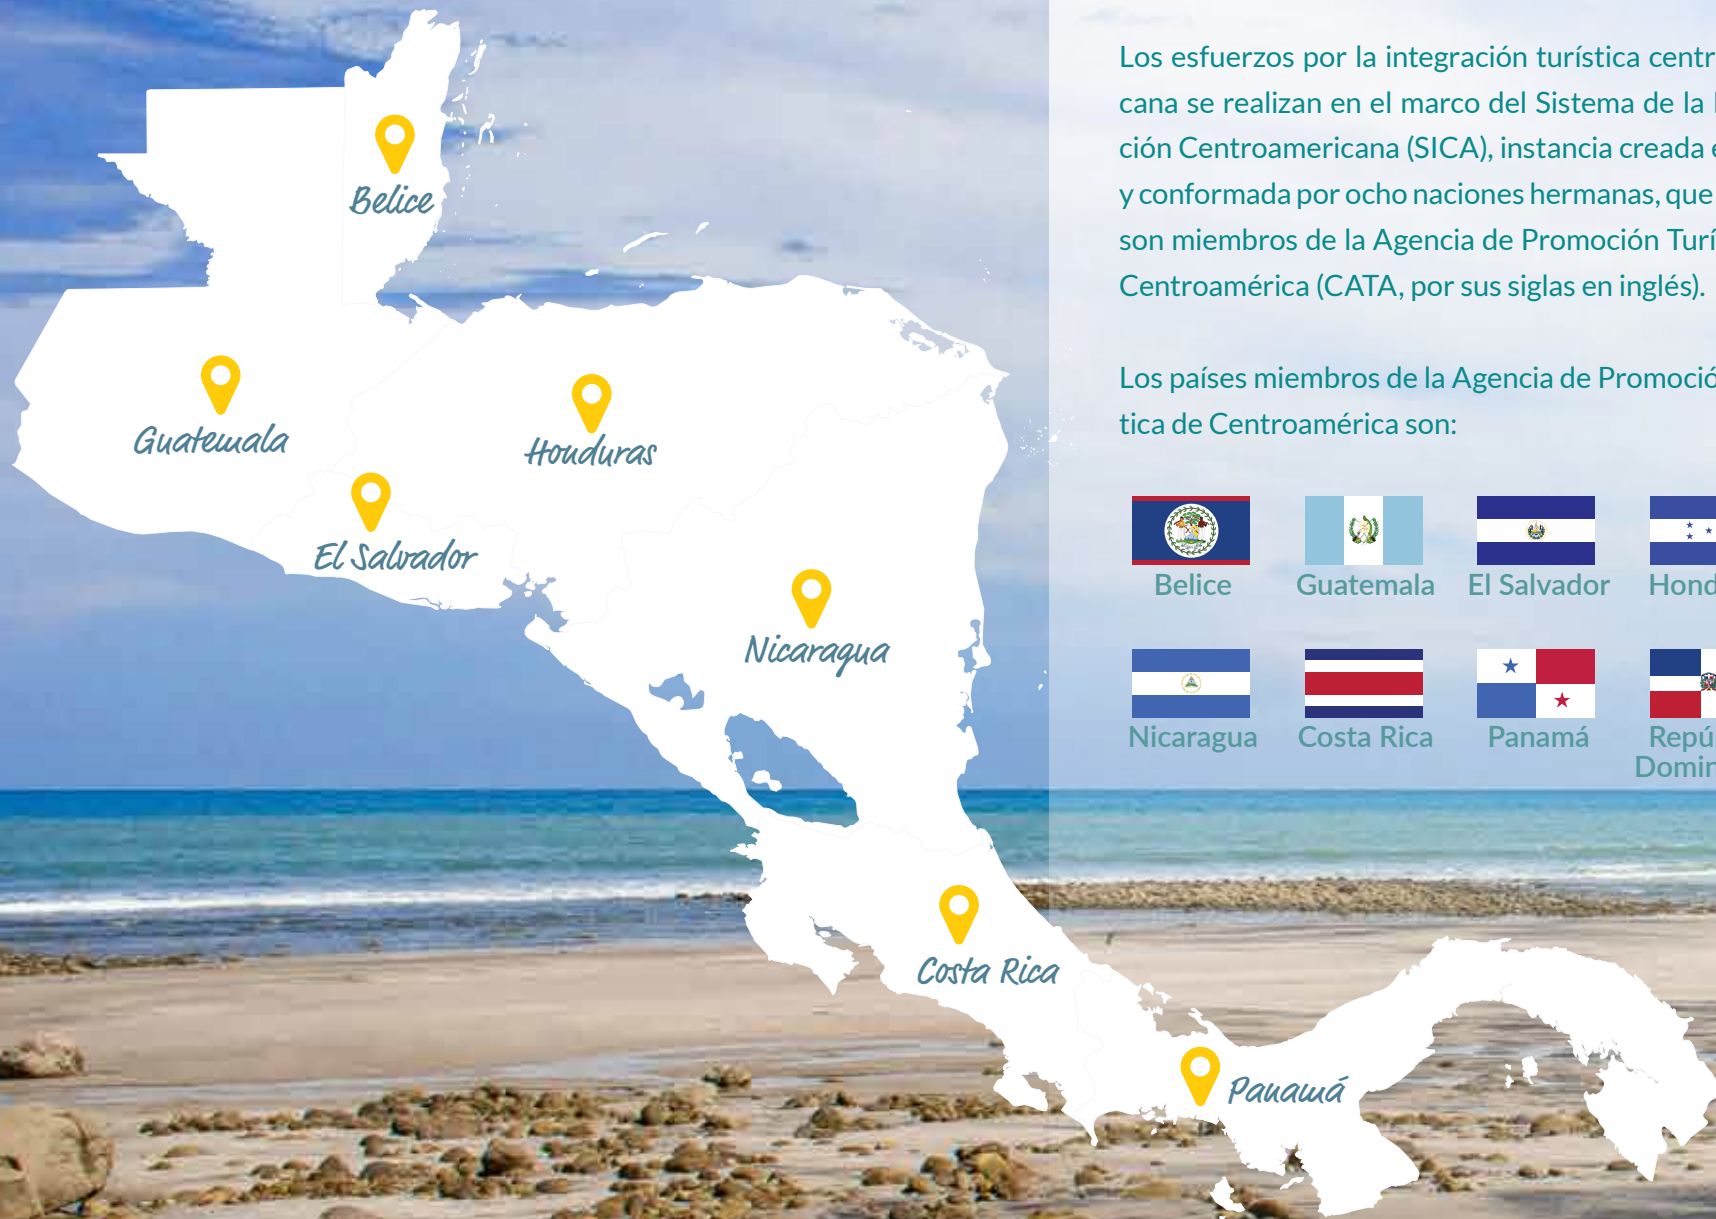 Los esfuerzos por la integración turística centr
cana se realizan en el marco del Sistema de la
ción Centroamericana (SICA), instancia creada
y conformada por ocho naciones hermanas, que
son miembros de la Agencia de Promoción Turí
Centroamérica (CATA, por sus siglas en inglés).
Los países miembros de la Agencia de Promoció
tica de Centroamérica son:
Belice Guatemala El Salvador Hond
Nicaragua Costa Rica Panamá Repú
Domin
Belice
Guatemala
Honduras
El Salvador
Nicaragua
Costa Rica
Panamá